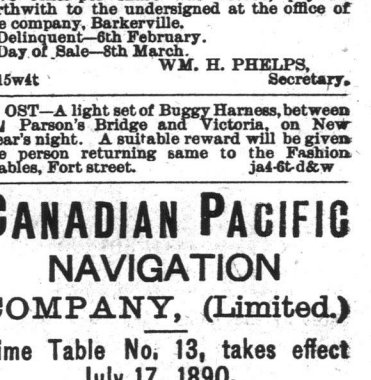 rthwith to the undersigned at the office of
e company, Barkerville.
Delinquent—6th February.
Day of Sale—8th March.
WM. H. PHELPS,
15w4t Secretary.
OST—A light set of Buggy Harness, between
Parson's Bridge and Victoria, on New
ear's night. A suitable reward will be given
e person returning same to the Fashion
ables, Fort street. ja4-6t-d&w
CANADIAN PACIFIC
NAVIGATION
COMPANY, (Limited.)
ime Table No. 13, takes effect
July 17, 1890.